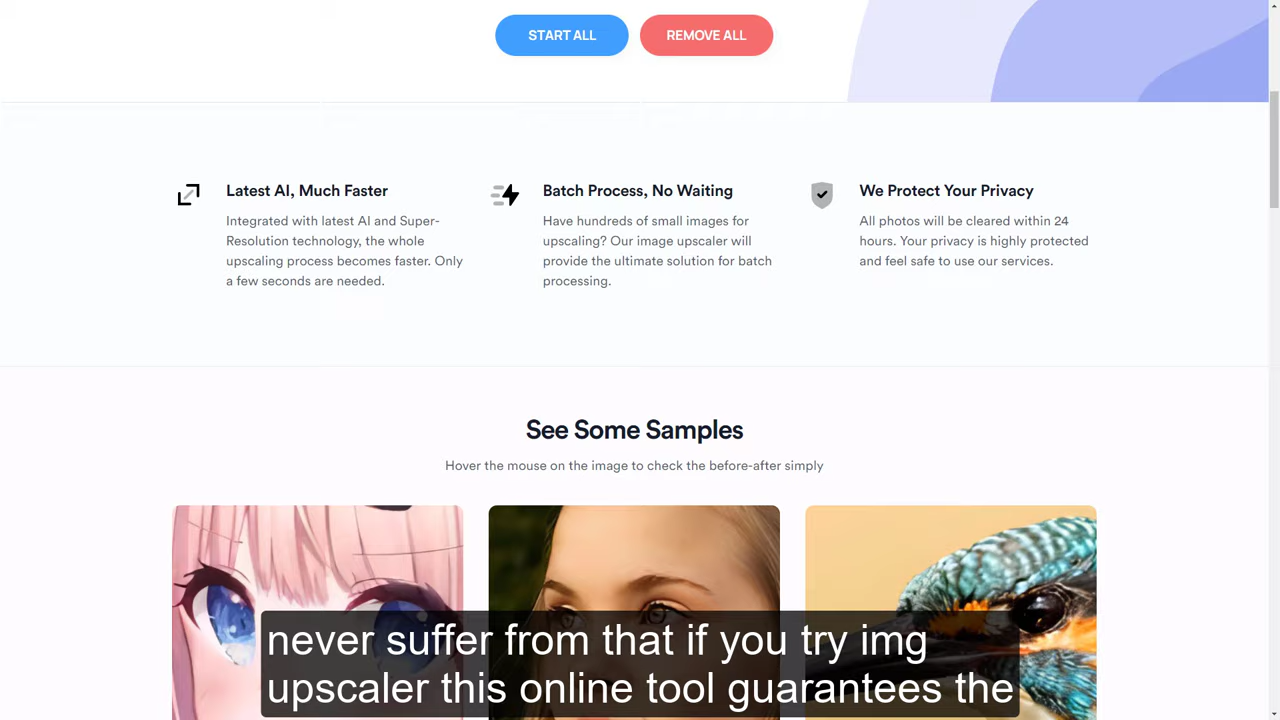 START ALL
REMOVE ALL
Latest AI, Much Faster
Integrated with latest AI and Super-
Resolution technology, the whole
upscaling process becomes faster. Only
a few seconds are needed.
Batch Process, No Waiting
Have hundreds of small images for
upscaling? Our image upscaler will
provide the ultimate solution for batch
processing.
We Protect Your Privacy
All photos will be cleared within 24
hours. Your privacy is highly protected
and feel safe to use our services.
See Some Samples
Hover the mouse on the image to check the before-after simply
never suffer from that if you try img
upscaler this online tool guarantees the